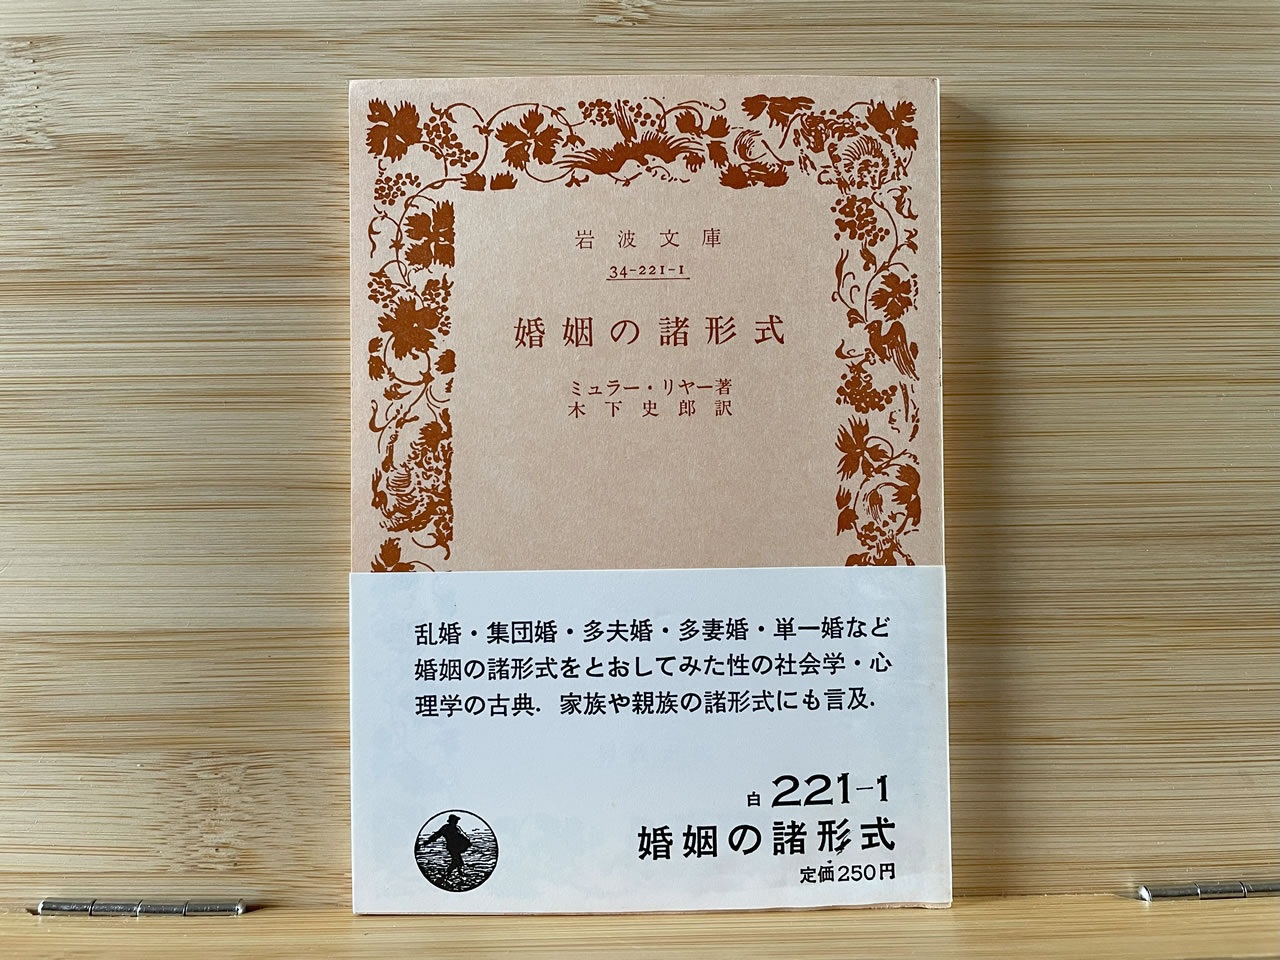 岩波文庫
34-221-1
婚姻の諸形式
ミュラー・リヤー著
木下史郎訳
乱婚・集団婚・多夫婚・多妻婚・単一婚など
婚姻の諸形式をとおしてみた性の社会学・心
理学の古典．家族や親族の諸形式にも言及．
白 221-1
婚姻の諸形式
定価250円